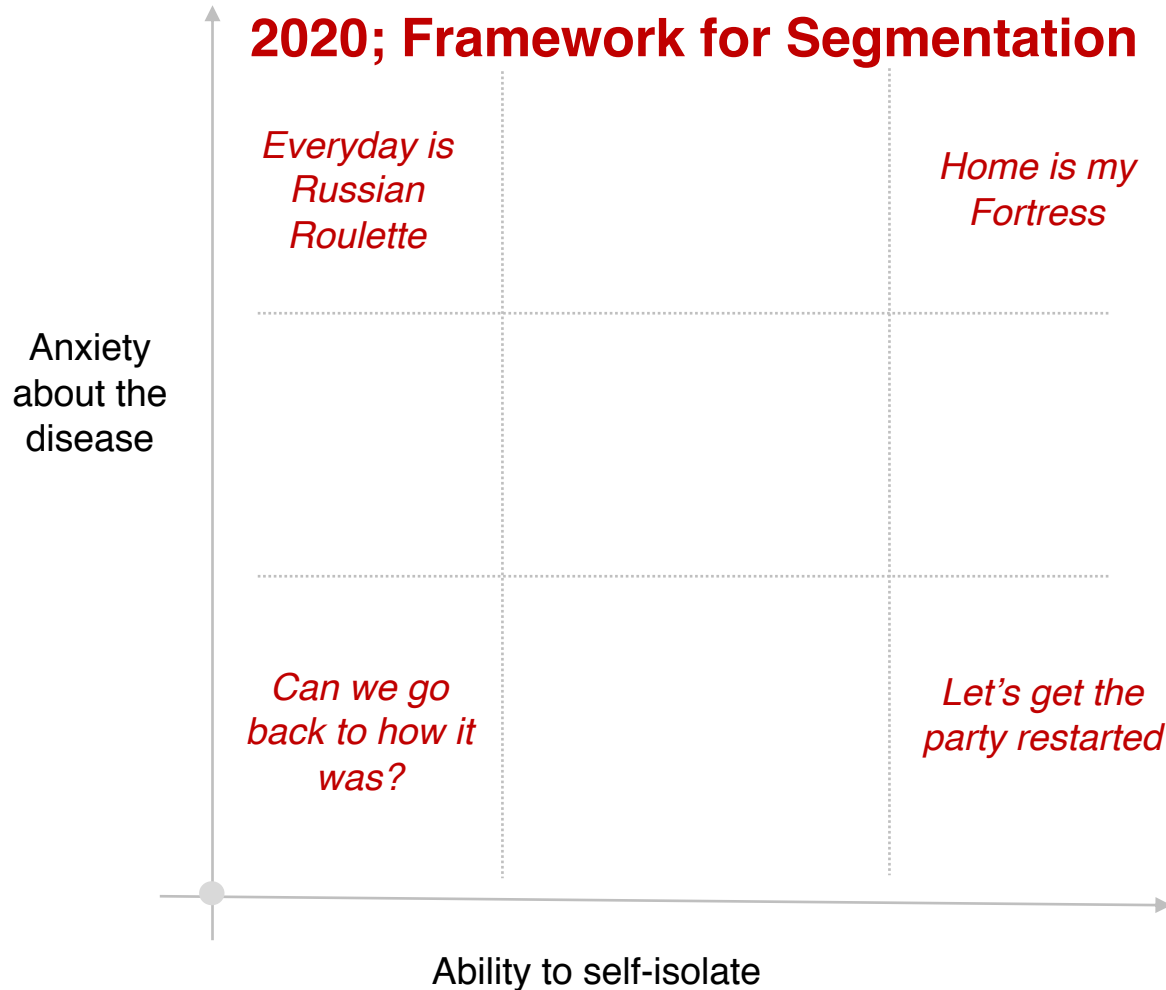 2020; Framework for Segmentation
Everyday is
Russian
Roulette
Home is my
Fortress
Anxiety
about the
disease
Can we go
back to how it
was?
Let’s get the
party restarted
Ability to self-isolate